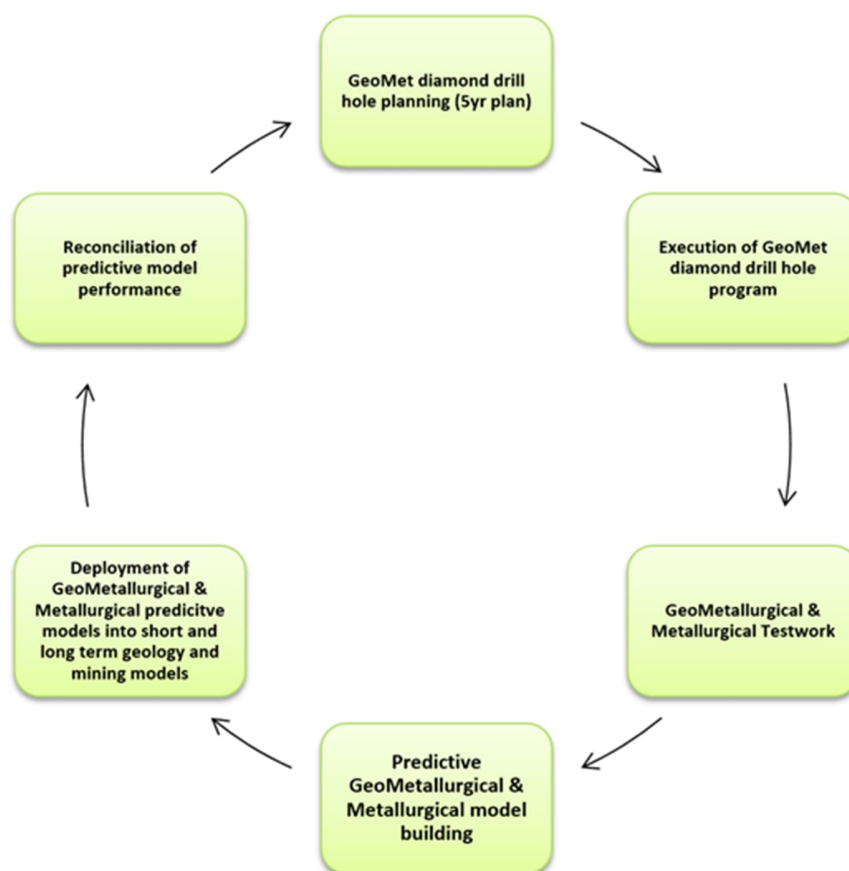 GeoMet diamond drill
hole planning (5yr plan)
Execution of GeoMet
diamond drill hole
program
GeoMetallurgical &
Metallurgical Testwork
Predictive
GeoMetallurgical &
Metallurgical model
building
Deployment of
GeoMetallurgical &
Metallurgical predicitve
models into short and
long term geology and
mining models
Reconciliation of
predictive model
performance